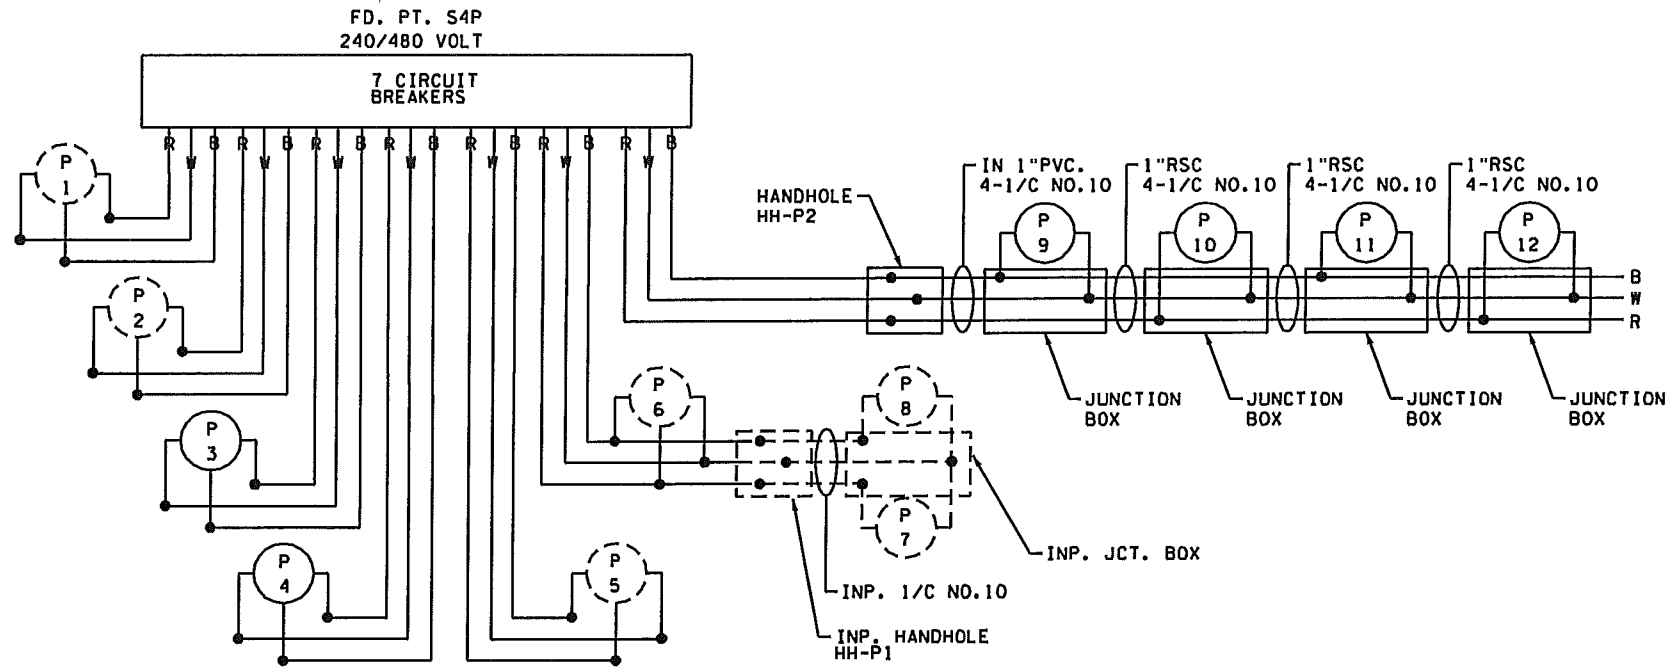 FD. PT. S4P
240/480 VOLT
7 CIRCUIT
BREAKERS
R W B R W B R W B R W B R W B R W B R W B
P
1
P
2
P
3
P
4
P
5
P
6
P
7
P
8
INP. HANDHOLE
HH-P1
INP. 1/C NO.10
INP. JCT. BOX
HANDHOLE
HH-P2
IN 1"PVC.
4-1/C NO.10
1"RSC
4-1/C NO.10
1"RSC
4-1/C NO.10
1"RSC
4-1/C NO.10
P
9
P
10
P
11
P
12
B
W
R
JUNCTION
BOX
JUNCTION
BOX
JUNCTION
BOX
JUNCTION
BOX